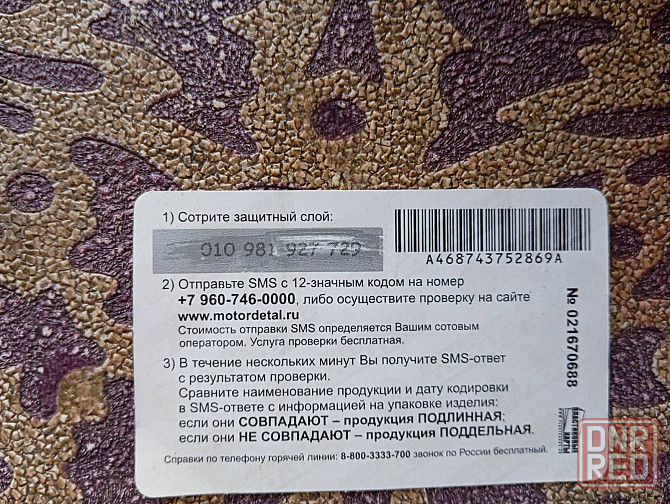 1) Сотрите защитный слой:
010 981 927 729
A468743752869A
2) Отправьте SMS с 12-значным кодом на номер
+7 960-746-0000, либо осуществите проверку на сайте
www.motordetal.ru
Стоимость отправки SMS определяется Вашим сотовым
оператором. Услуга проверки бесплатная.
3) В течение нескольких минут Вы получите SMS-ответ
с результатом проверки.
Сравните наименование продукции и дату кодировки
в SMS-ответе с информацией на упаковке изделия:
если они СОВПАДАЮТ – продукция ПОДЛИННАЯ;
если они НЕ СОВПАДАЮТ – продукция ПОДДЕЛЬНАЯ.
Справки по телефону горячей линии: 8-800-3333-700 звонок по России бесплатный.
№ 021670688
ПЛАСТИКОВЫЕ
КАРТЫ
DNR
RED